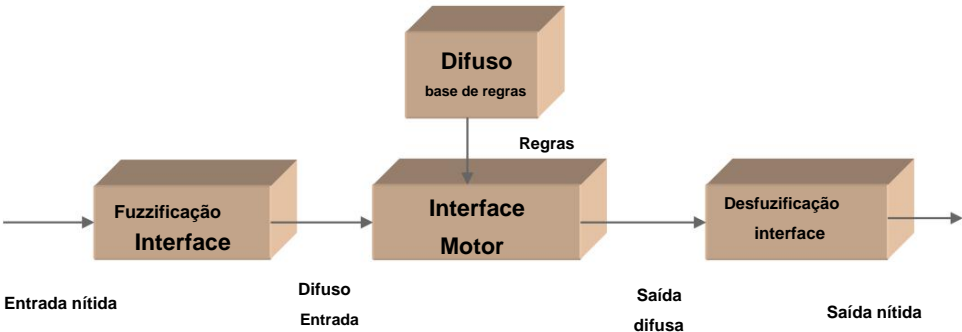 Difuso
base de regras
Regras
Fuzzificação
Interface
Interface
Motor
Desfuzificação
interface
Entrada nítida
Difuso
Entrada
Saída
difusa
Saída nítida